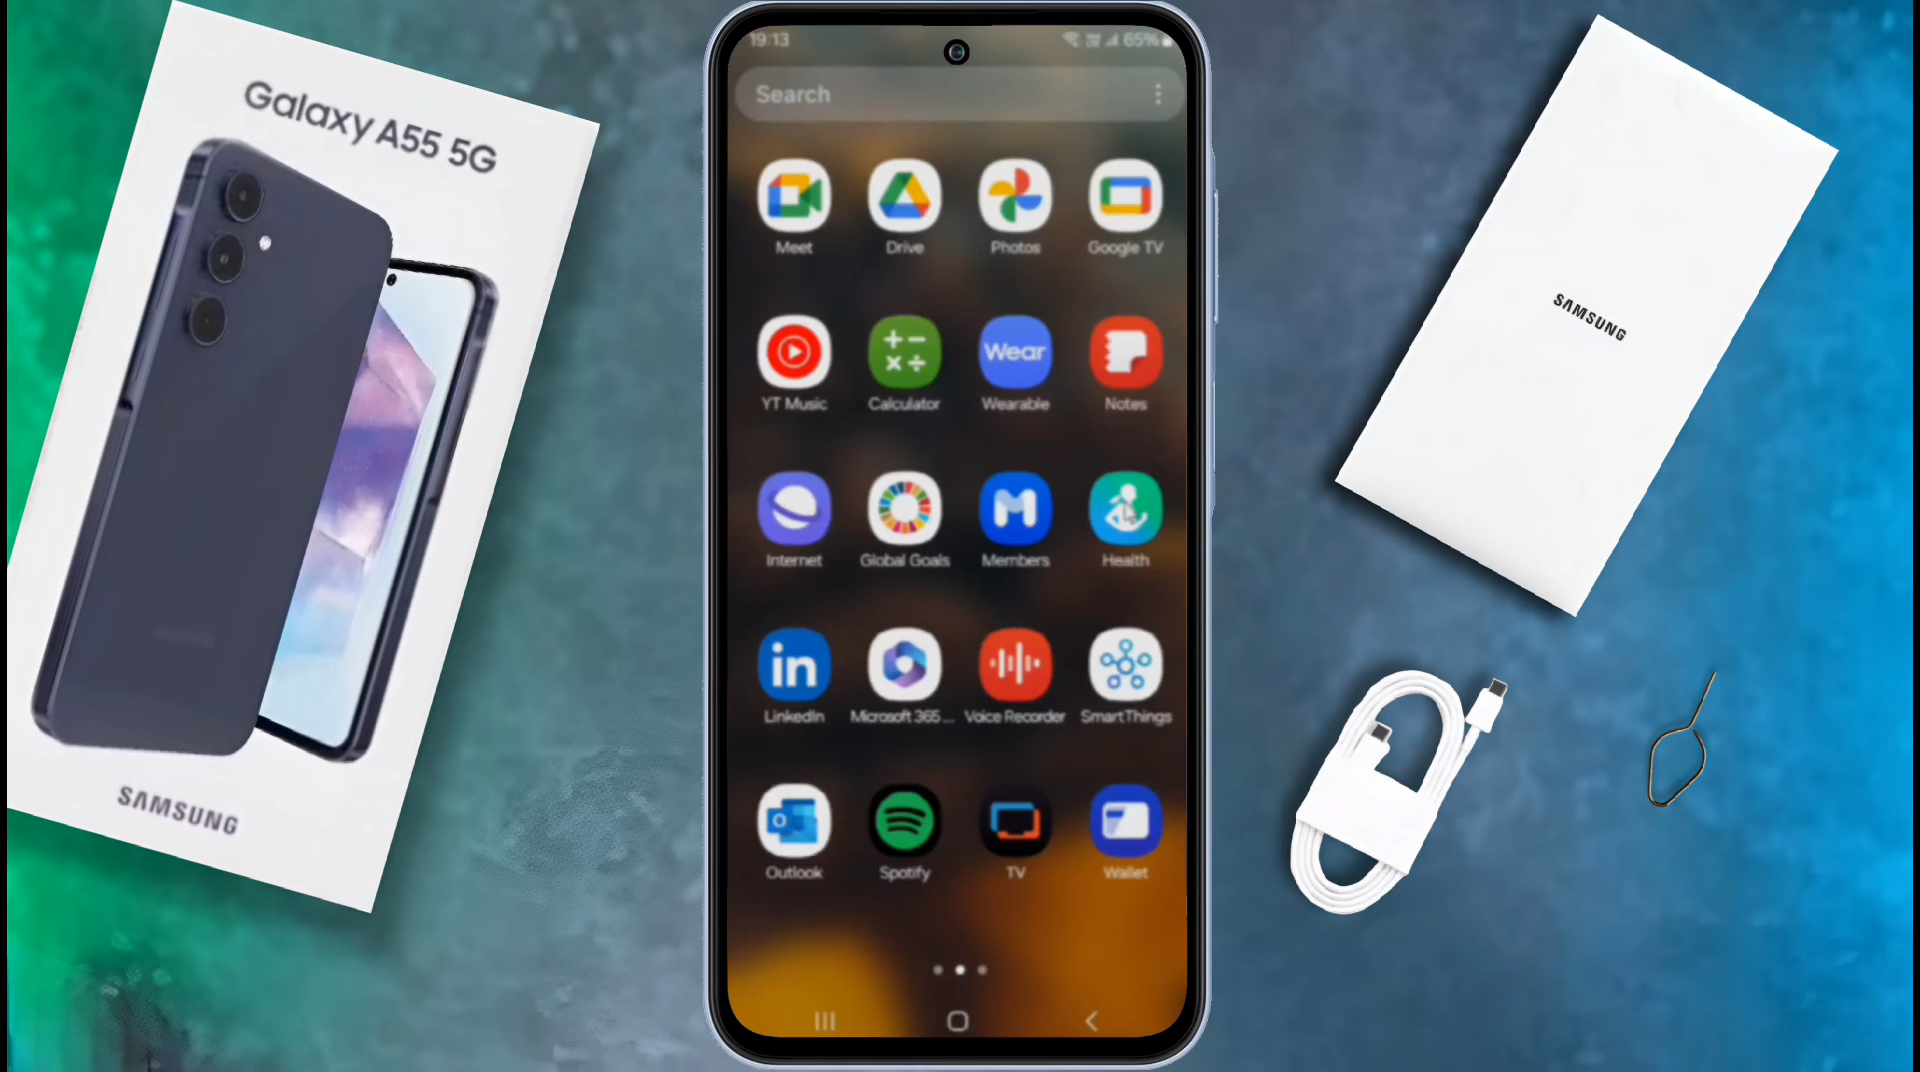 Galaxy A55 5G
SAMSUNG
19:13
65%
Search
Meet
Drive
Photos
Google TV
YT Music
Calculator
Wear
Wearable
Notes
Internet
Global Goals
M
Members
Health
in
LinkedIn
Microsoft 365...
Voice Recorder
SmartThings
O
Outlook
Spotify
TV
Wallet
SAMSUNG